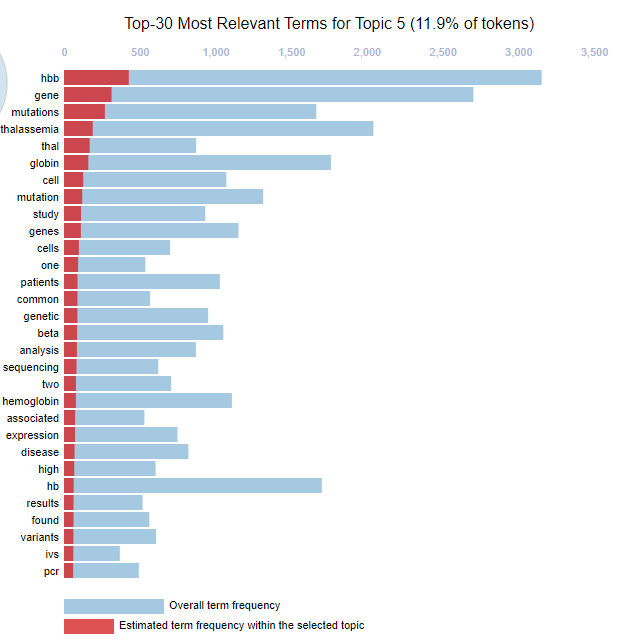 Top-30 Most Relevant Terms for Topic 5 (11.9% of tokens)
0 500 1,000 1,500 2,000 2,500 3,000 3,500
hbb
gene
mutations
thalassemia
thal
globin
cell
mutation
study
genes
cells
one
patients
common
genetic
beta
analysis
sequencing
two
hemoglobin
associated
expression
disease
high
hb
results
found
variants
ivs
pcr
Overall term frequency
Estimated term frequency within the selected topic